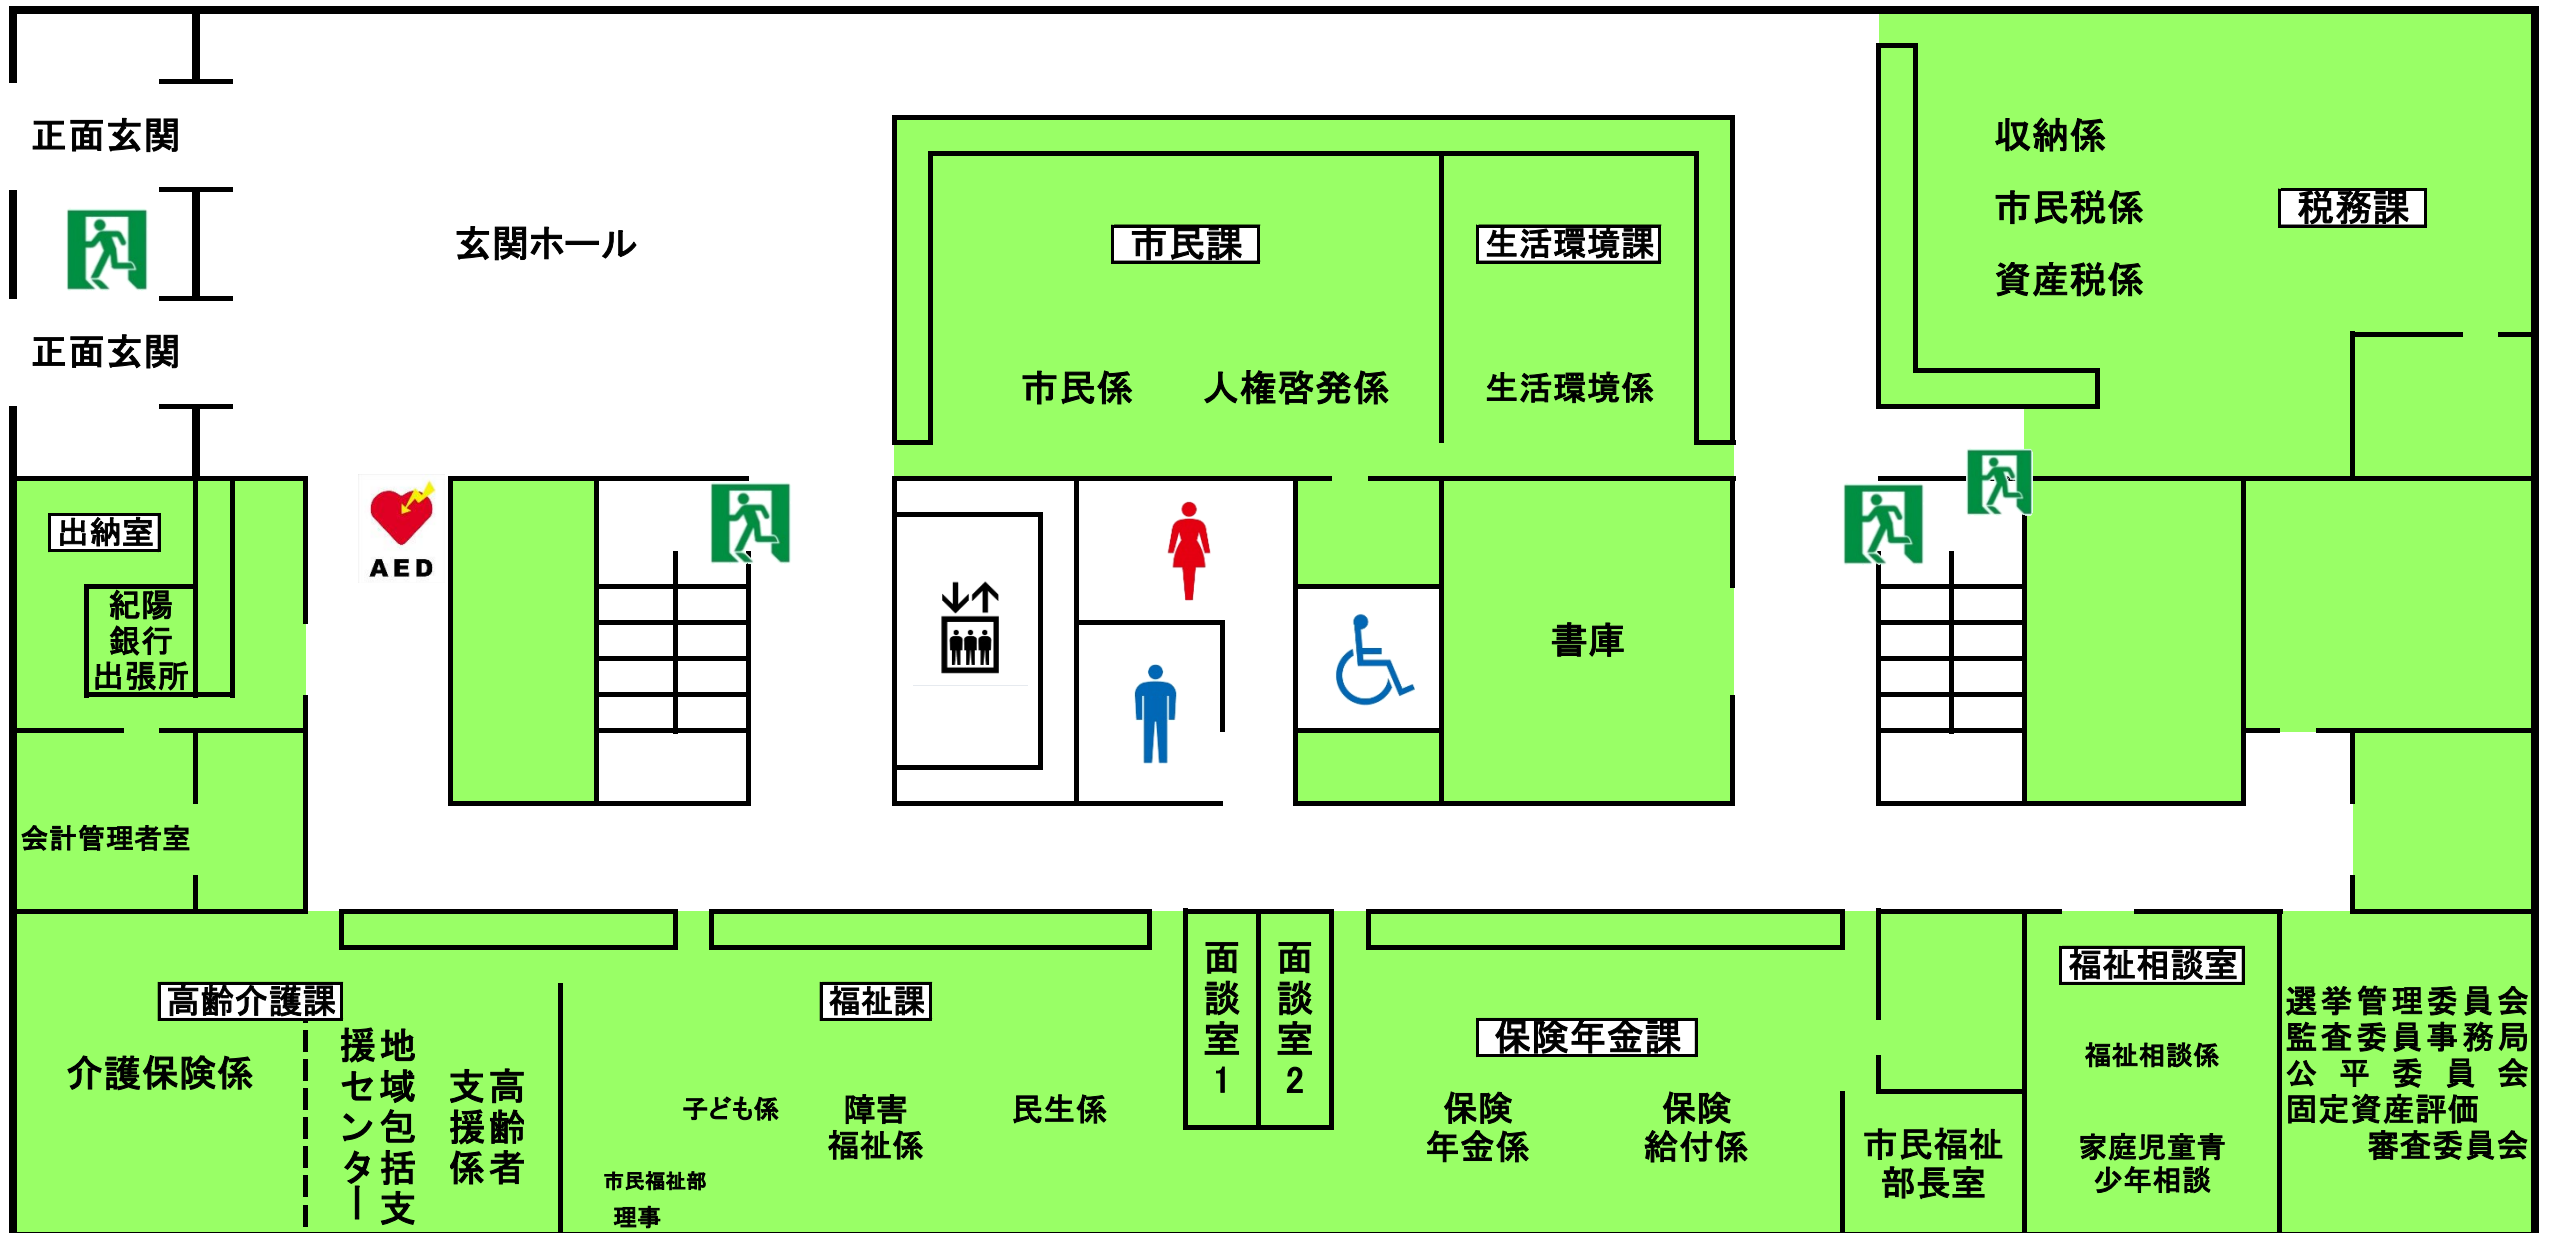 正面玄関
正面玄関
玄関ホール
市民課
市民係
人権啓発係
生活環境課
生活環境係
収納係
市民税係
資産税係
税務課
出納室
紀陽
銀行
出張所
AED
書庫
会計管理者室
高齢介護課
介護保険係
地域包括支
援センター
高齢者
支援係
福祉課
子ども係
障害
福祉係
民生係
市民福祉部
理事
面談室1
面談室2
保険年金課
保険
年金係
保険
給付係
市民福祉
部長室
福祉相談室
福祉相談係
家庭児童青
少年相談
選挙管理委員会
監査委員事務局
公平委員会
固定資産評価
審査委員会